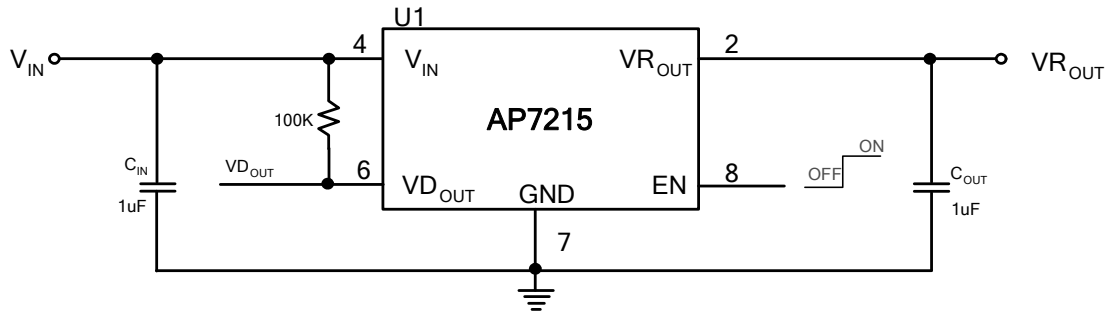 U1
V_IN
4
V_IN
VR_OUT
2
VR_OUT
100K
AP7215
ON
OFF
C_IN
1uF
VD_OUT
6
VD_OUT
GND
EN
8
C_OUT
1uF
7